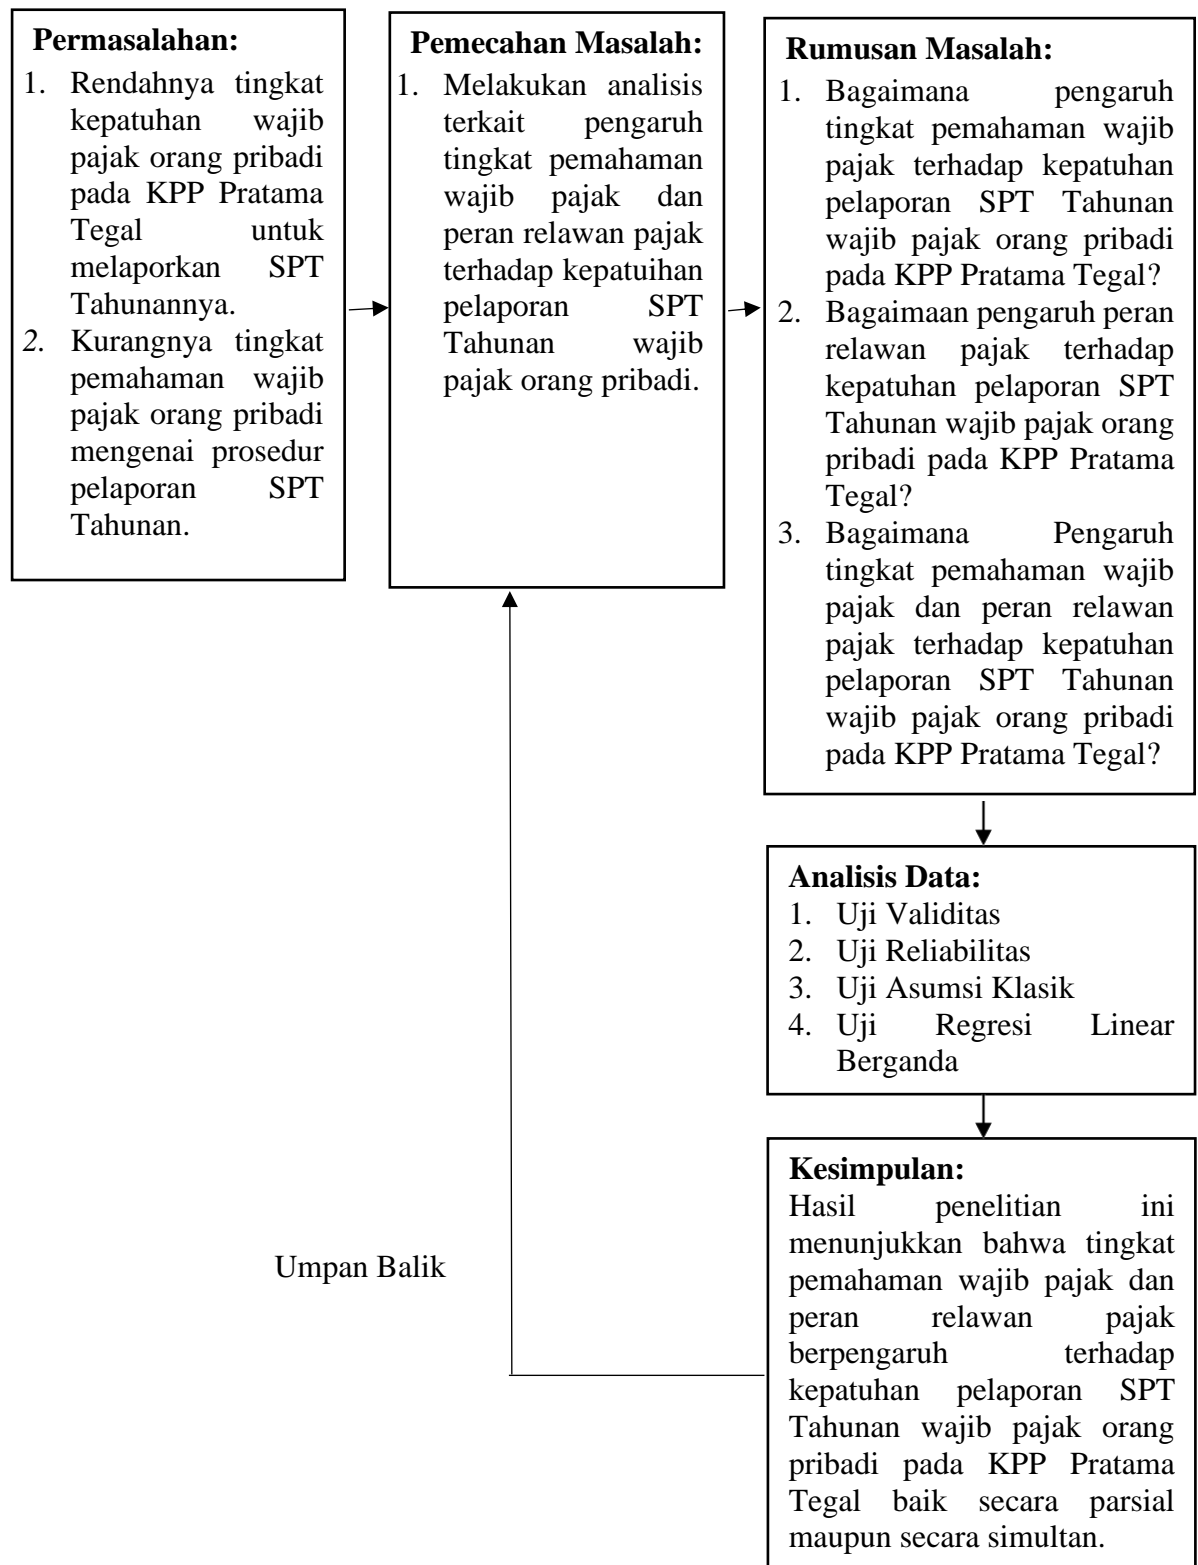 Permasalahan:
1. Rendahnya tingkat
kepatuhan wajib
pajak orang pribadi
pada KPP Pratama
Tegal untuk
melaporkan SPT
Tahunannya.
2. Kurangnya tingkat
pemahaman wajib
pajak orang pribadi
mengenai prosedur
pelaporan SPT
Tahunan.
Pemecahan Masalah:
1. Melakukan analisis
terkait pengaruh
tingkat pemahaman
wajib pajak dan
peran relawan pajak
terhadap kepatuihan
pelaporan SPT
Tahunan wajib
pajak orang pribadi.
Rumusan Masalah:
1. Bagaimana pengaruh
tingkat pemahaman wajib
pajak terhadap kepatuhan
pelaporan SPT Tahunan
wajib pajak orang pribadi
pada KPP Pratama Tegal?
2. Bagaimaan pengaruh peran
relawan pajak terhadap
kepatuhan pelaporan SPT
Tahunan wajib pajak orang
pribadi pada KPP Pratama
Tegal?
3. Bagaimana Pengaruh
tingkat pemahaman wajib
pajak dan peran relawan
pajak terhadap kepatuhan
pelaporan SPT Tahunan
wajib pajak orang pribadi
pada KPP Pratama Tegal?
Analisis Data:
1. Uji Validitas
2. Uji Reliabilitas
3. Uji Asumsi Klasik
4. Uji Regresi Linear
Berganda
Kesimpulan:
Hasil penelitian ini
menunjukkan bahwa tingkat
pemahaman wajib pajak dan
peran relawan pajak
berpengaruh terhadap
kepatuhan pelaporan SPT
Tahunan wajib pajak orang
pribadi pada KPP Pratama
Tegal baik secara parsial
maupun secara simultan.
Umpan Balik